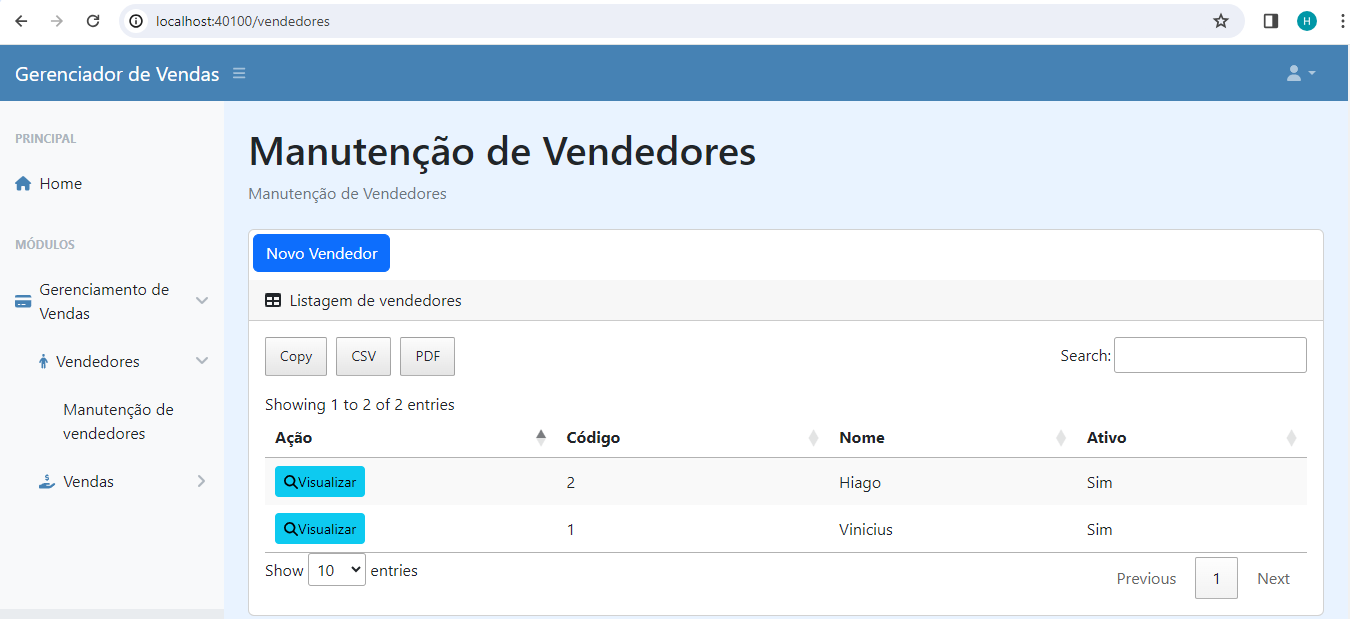 localhost:40100/vendedores
H
Gerenciador de Vendas
PRINCIPAL
Home
MÓDULOS
Gerenciamento de
Vendas
Vendedores
Manutenção de
vendedores
Vendas
Manutenção de Vendedores
Manutenção de Vendedores
Novo Vendedor
Listagem de vendedores
Copy CSV PDF Search:
Showing 1 to 2 of 2 entries
Ação Código Nome Ativo
Visualizar 2 Hiago Sim
Visualizar 1 Vinicius Sim
Show 10 entries
Previous 1 Next